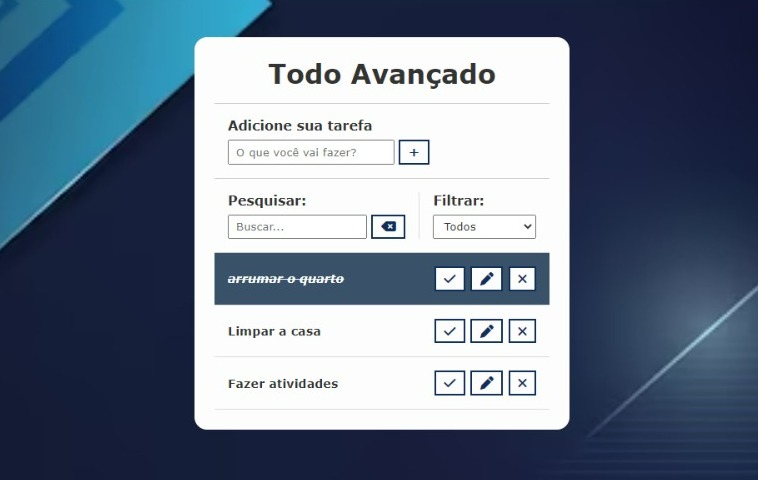 Todo Avançado
Adicione sua tarefa
O que você vai fazer?
Pesquisar:
Filtrar:
Buscar...
Todos
arrumar o quarto
Limpar a casa
Fazer atividades